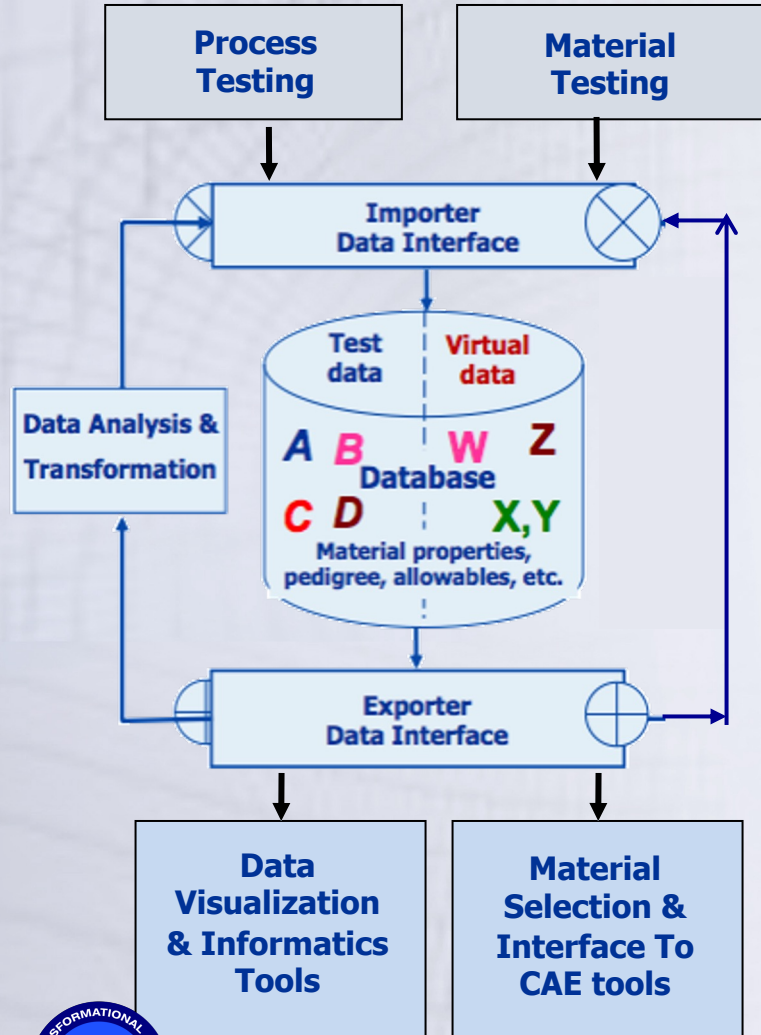 Process
Testing
Material
Testing
Importer
Data Interface
Test
data
Virtual
data
Data Analysis &
Transformation
A B W Z
Database
C D X,Y
Material properties,
pedigree, allowables, etc.
Exporter
Data Interface
Data
Visualization
& Informatics
Tools
Material
Selection &
Interface To
CAE tools